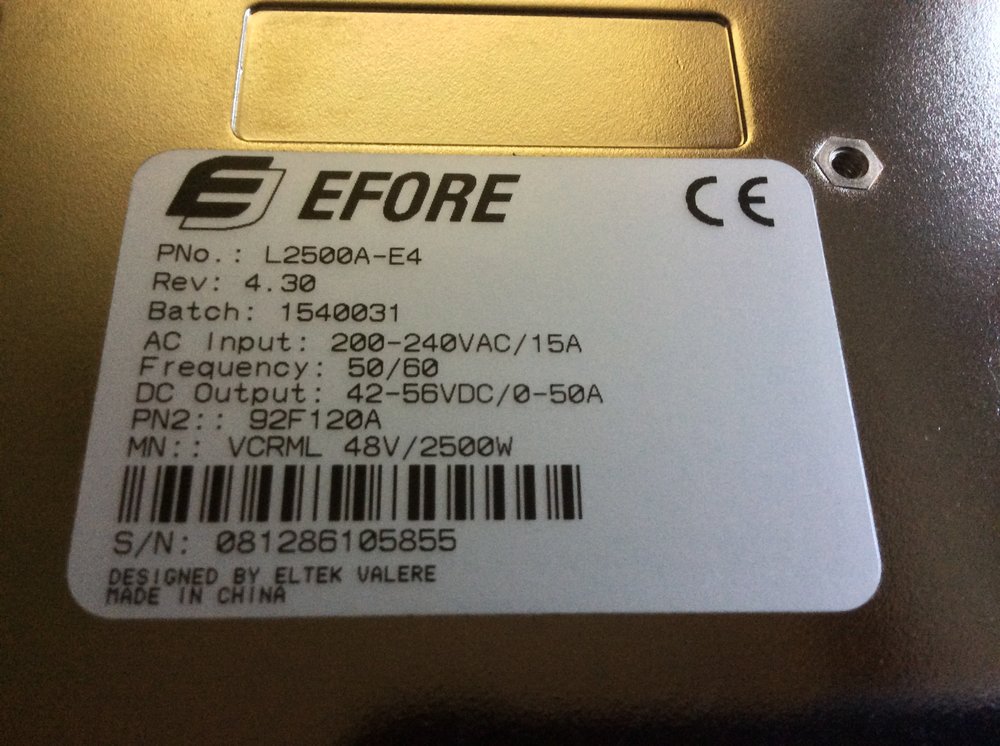 EFORE CE
PNo.: L2500A-E4
Rev: 4.30
Batch: 1540031
AC Input: 200-240VAC/15A
Frequency: 50/60
DC Output: 42-56VDC/0-50A
PN2:: 92F120A
MN:: VCRML 48V/2500W
S/N: 081286105855
DESIGNED BY ELTEK VALERE
MADE IN CHINA